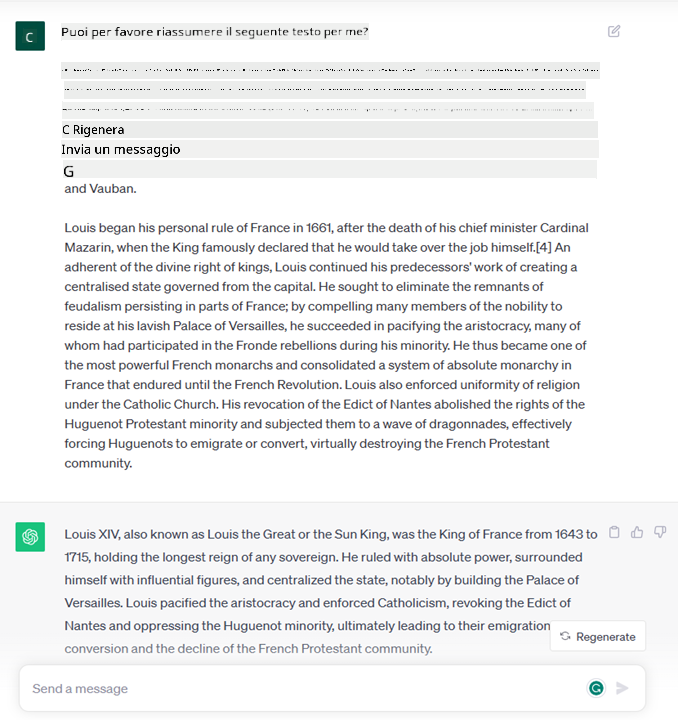 C
Puoi per favore riassumere il seguente testo per me?
C Rigenera
Invia un messaggio
G
and Vauban.
Louis began his personal rule of France in 1661, after the death of his chief minister Cardinal
Mazarin, when the King famously declared that he would take over the job himself.[4] An
adherent of the divine right of kings, Louis continued his predecessors' work of creating a
centralised state governed from the capital. He sought to eliminate the remnants of
feudalism persisting in parts of France; by compelling many members of the nobility to
reside at his lavish Palace of Versailles, he succeeded in pacifying the aristocracy, many of
whom had participated in the Fronde rebellions during his minority. He thus became one of
the most powerful French monarchs and consolidated a system of absolute monarchy in
France that endured until the French Revolution. Louis also enforced uniformity of religion
under the Catholic Church. His revocation of the Edict of Nantes abolished the rights of the
Huguenot Protestant minority and subjected them to a wave of dragonnades, effectively
forcing Huguenots to emigrate or convert, virtually destroying the French Protestant
community.
Louis XIV, also known as Louis the Great or the Sun King, was the King of France from 1643 to
1715, holding the longest reign of any sovereign. He ruled with absolute power, surrounded
himself with influential figures, and centralized the state, notably by building the Palace of
Versailles. Louis pacified the aristocracy and enforced Catholicism, revoking the Edict of
Nantes and oppressing the Huguenot minority, ultimately leading to their emigration
Regenerate
conversion and the decline of the French Protestant community.
Send a message